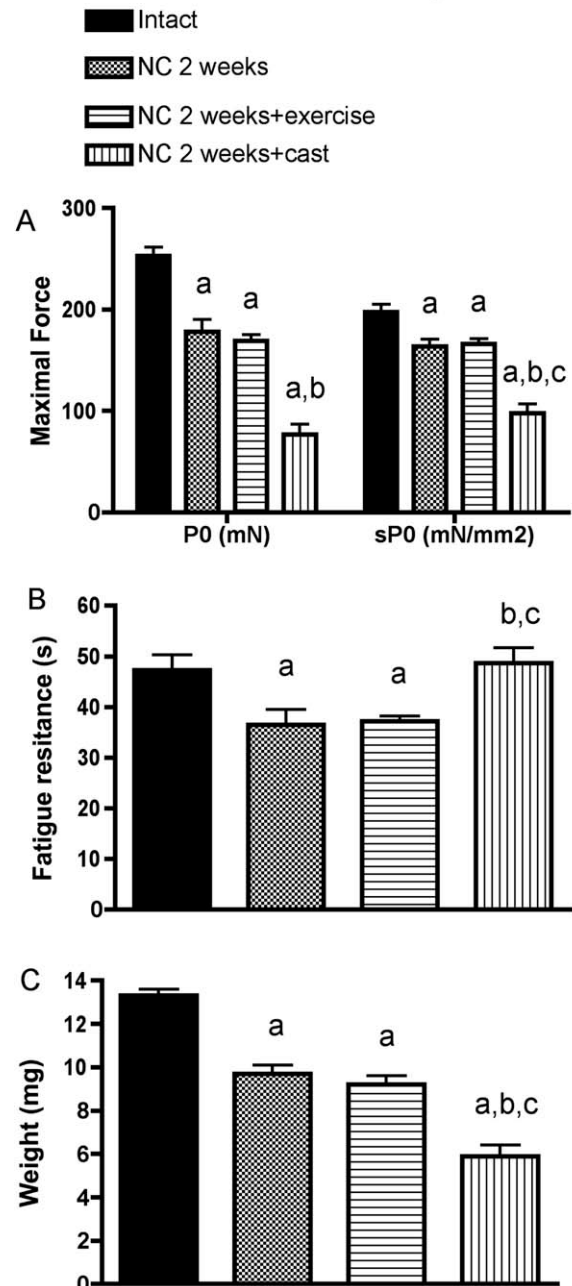 Intact
NC 2 weeks
NC 2 weeks+exercise
NC 2 weeks+cast
A
Maximal Force
300
200
100
0
a
a
a,b
a
a
a,b,c
P0 (mN)
sP0 (mN/mm2)
B
Fatigue resitance (s)
60
50
40
30
20
10
0
a
a
b,c
C
Weight (mg)
14
12
10
8
6
4
2
0
a
a
a,b,c